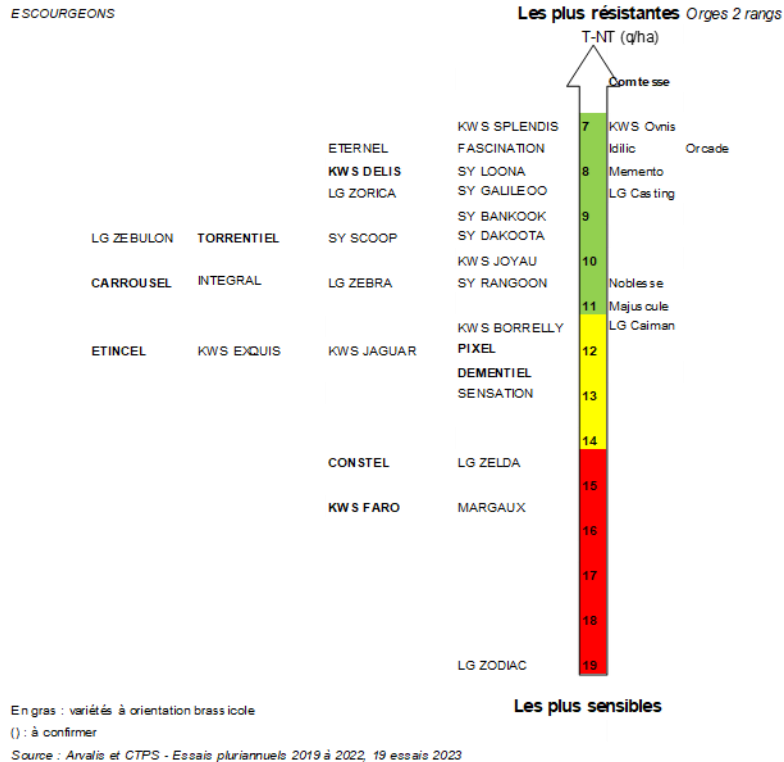 ESCOURGEONS Les plus résistantes Orges 2 rangs
T-NT (q/ha)
Comtesse
KWS SPLENDIS 7 KWS Ovnis
ETERNEL FASCINATION Idilic Orcade
KWS DELIS SY LOONA 8 Memento
LG ZORICA SY GALILEOO LG Casting
SY BANKOOK 9
LG ZEBULON TORRENTIEL SY SCOOP SY DAKOOTA
KWS JOYAU 10
CARROUSEL INTEGRAL LG ZEBRA SY RANGOON Noblesse
11 Majuscule
KWS BORRELLY LG Caiman
ETINCEL KWS EXQUIS KWS JAGUAR PIXEL 12
DEMENTIEL
SENSATION 13
14
CONSTEL LG ZELDA
15
KWS FARO MARGAUX
16
17
18
LG ZODIAC 19
En gras : variétés à orientation brassicole Les plus sensibles
() : à confirmer
Source : Arvalis et CTPS - Essais pluriannuels 2019 à 2022, 19 essais 2023